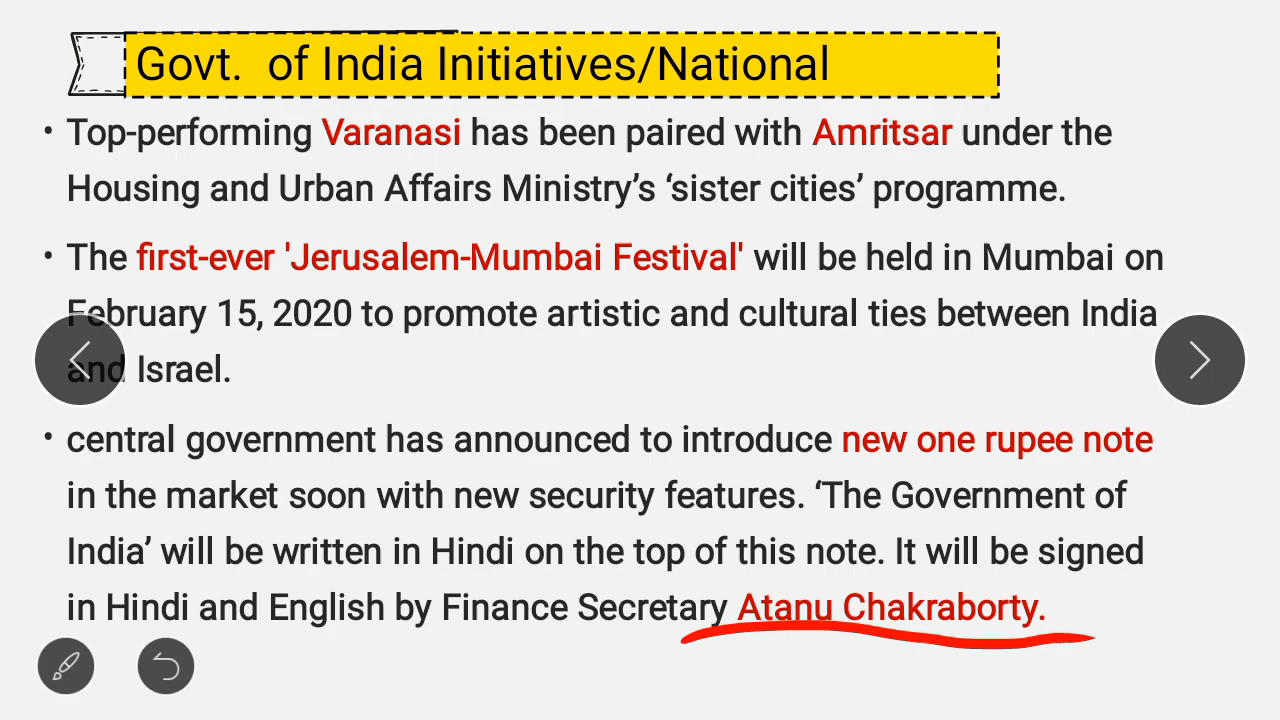 Govt.  of India Initiatives/National
• Top-performing Varanasi has been paired with Amritsar under the
Housing and Urban Affairs Ministry’s ‘sister cities’ programme.
• The first-ever 'Jerusalem-Mumbai Festival' will be held in Mumbai on
February 15, 2020 to promote artistic and cultural ties between India
and Israel.
• central government has announced to introduce new one rupee note
in the market soon with new security features. ‘The Government of
India’ will be written in Hindi on the top of this note. It will be signed
in Hindi and English by Finance Secretary Atanu Chakraborty.